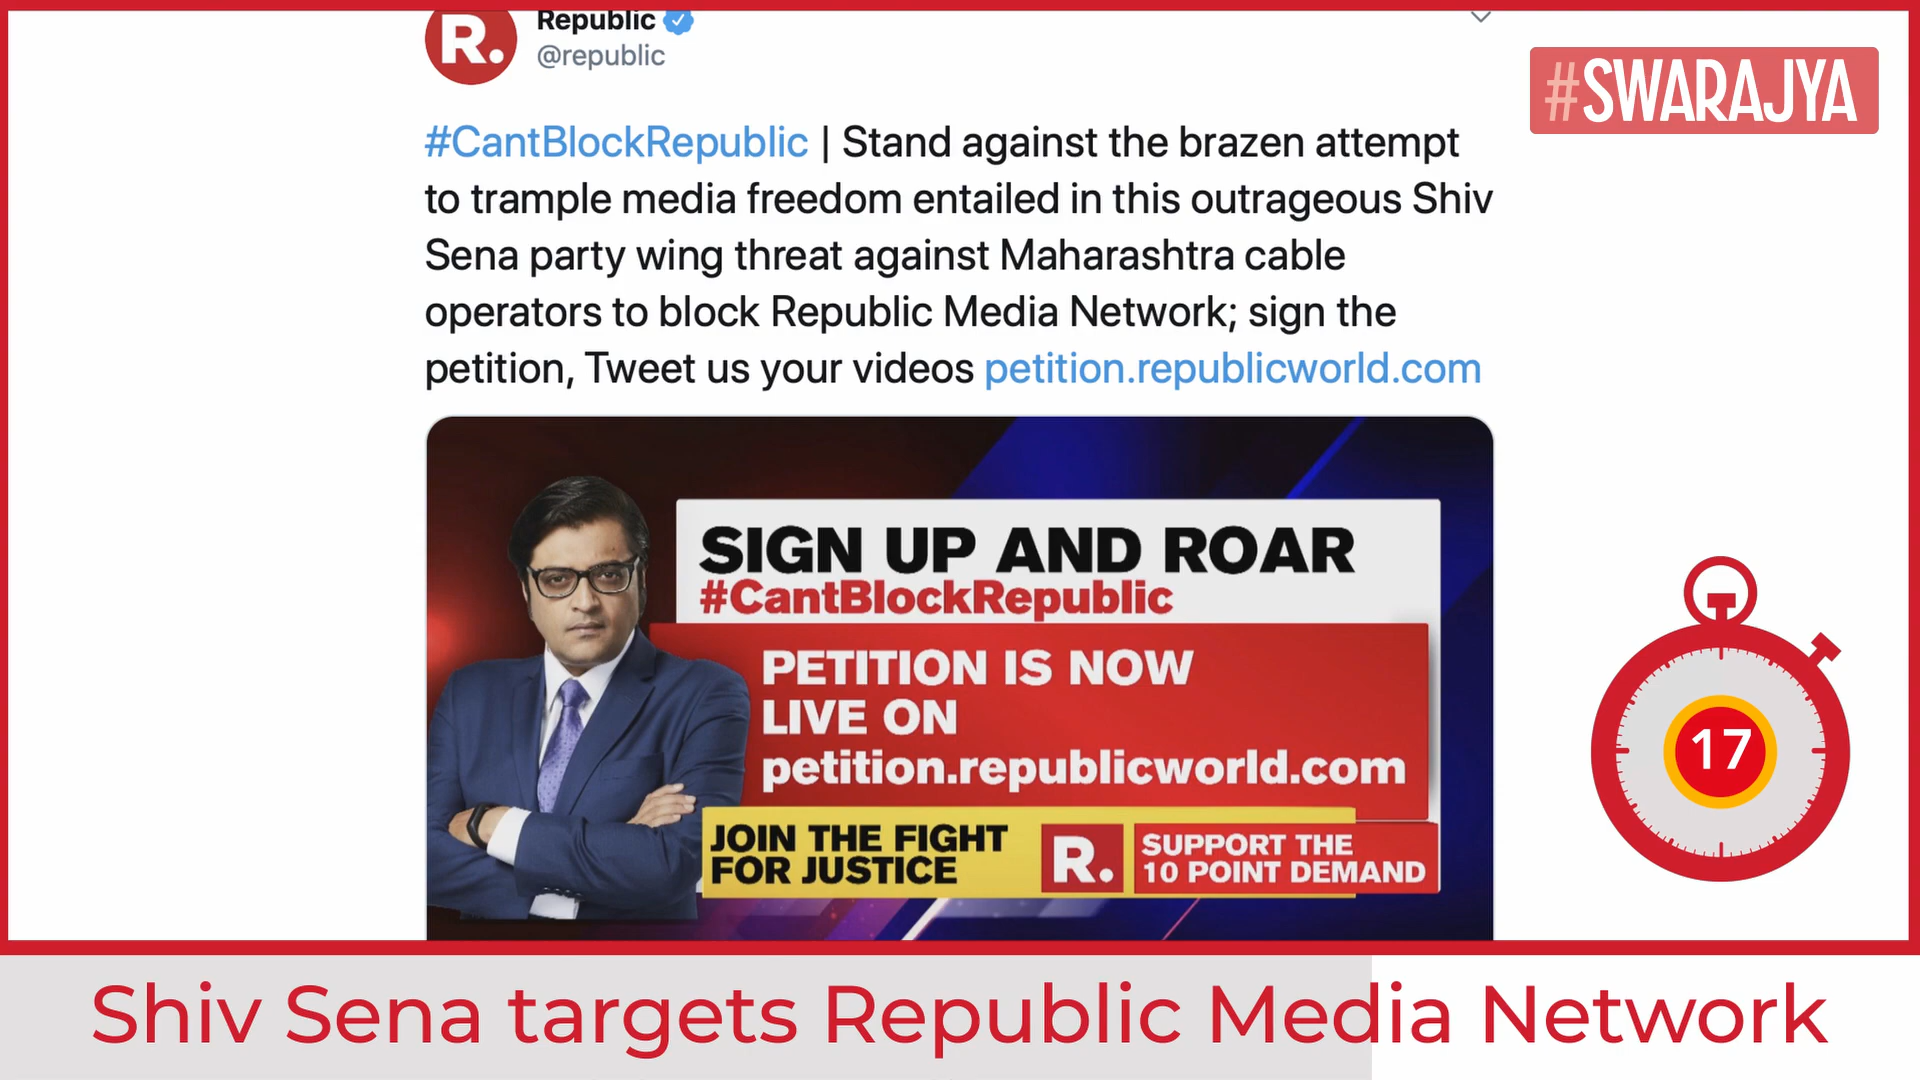 Republic
@republic
#SWARAJYA
#CantBlockRepublic | Stand against the brazen attempt
to trample media freedom entailed in this outrageous Shiv
Sena party wing threat against Maharashtra cable
operators to block Republic Media Network; sign the
petition, Tweet us your videos petition.republicworld.com
SIGN UP AND ROAR
#CantBlockRepublic
PETITION IS NOW
LIVE ON
petition.republicworld.com
JOIN THE FIGHT
FOR JUSTICE
R.
SUPPORT THE
10 POINT DEMAND
R.
17
Shiv Sena targets Republic Media Network